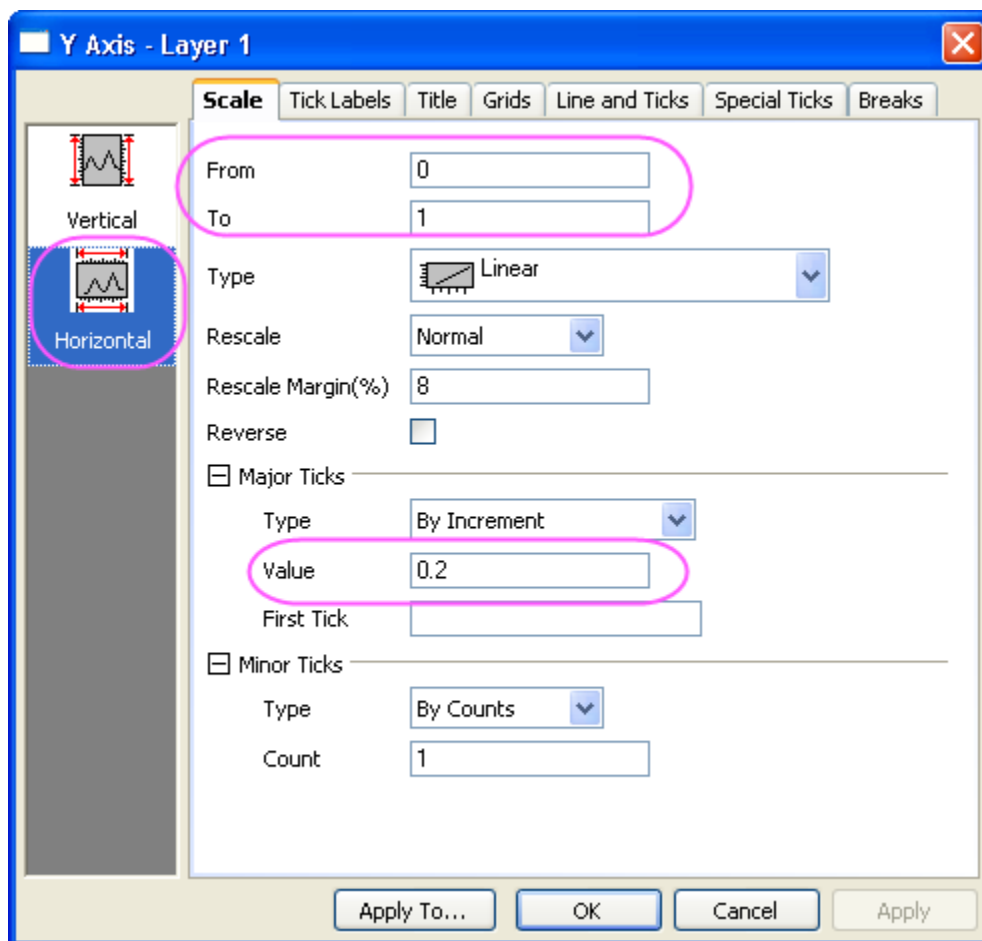 Y Axis - Layer 1
Scale Tick Labels Title Grids Line and Ticks Special Ticks Breaks
Vertical
Horizontal
From 0
To 1
Type Linear
Rescale Normal
Rescale Margin(%) 8
Reverse
Major Ticks
Type By Increment
Value 0.2
First Tick
Minor Ticks
Type By Counts
Count 1
Apply To... OK Cancel Apply